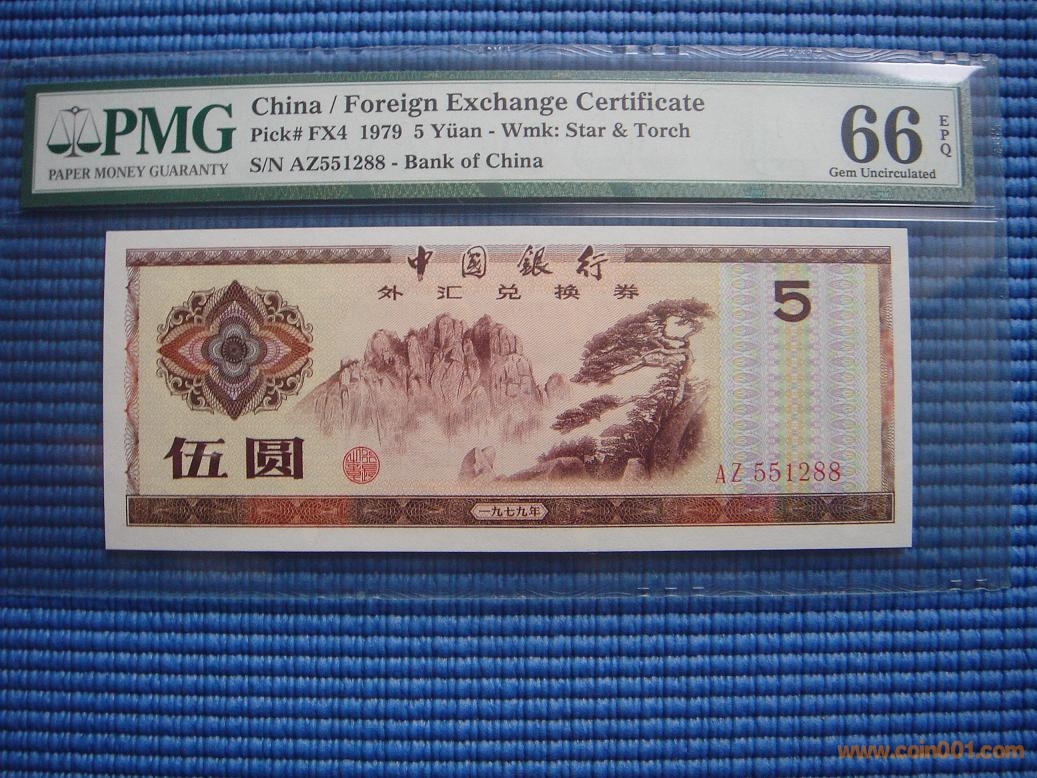 PMG
PAPER MONEY GUARANTY
China / Foreign Exchange Certificate
Pick# FX4 1979 5 Yüan - Wmk: Star & Torch
S/N AZ551288 - Bank of China
66 EPQ
Gem Uncirculated
中國銀行
外汇兑换券
5
伍圆
AZ 551288
一九七九年
www.coin001.com